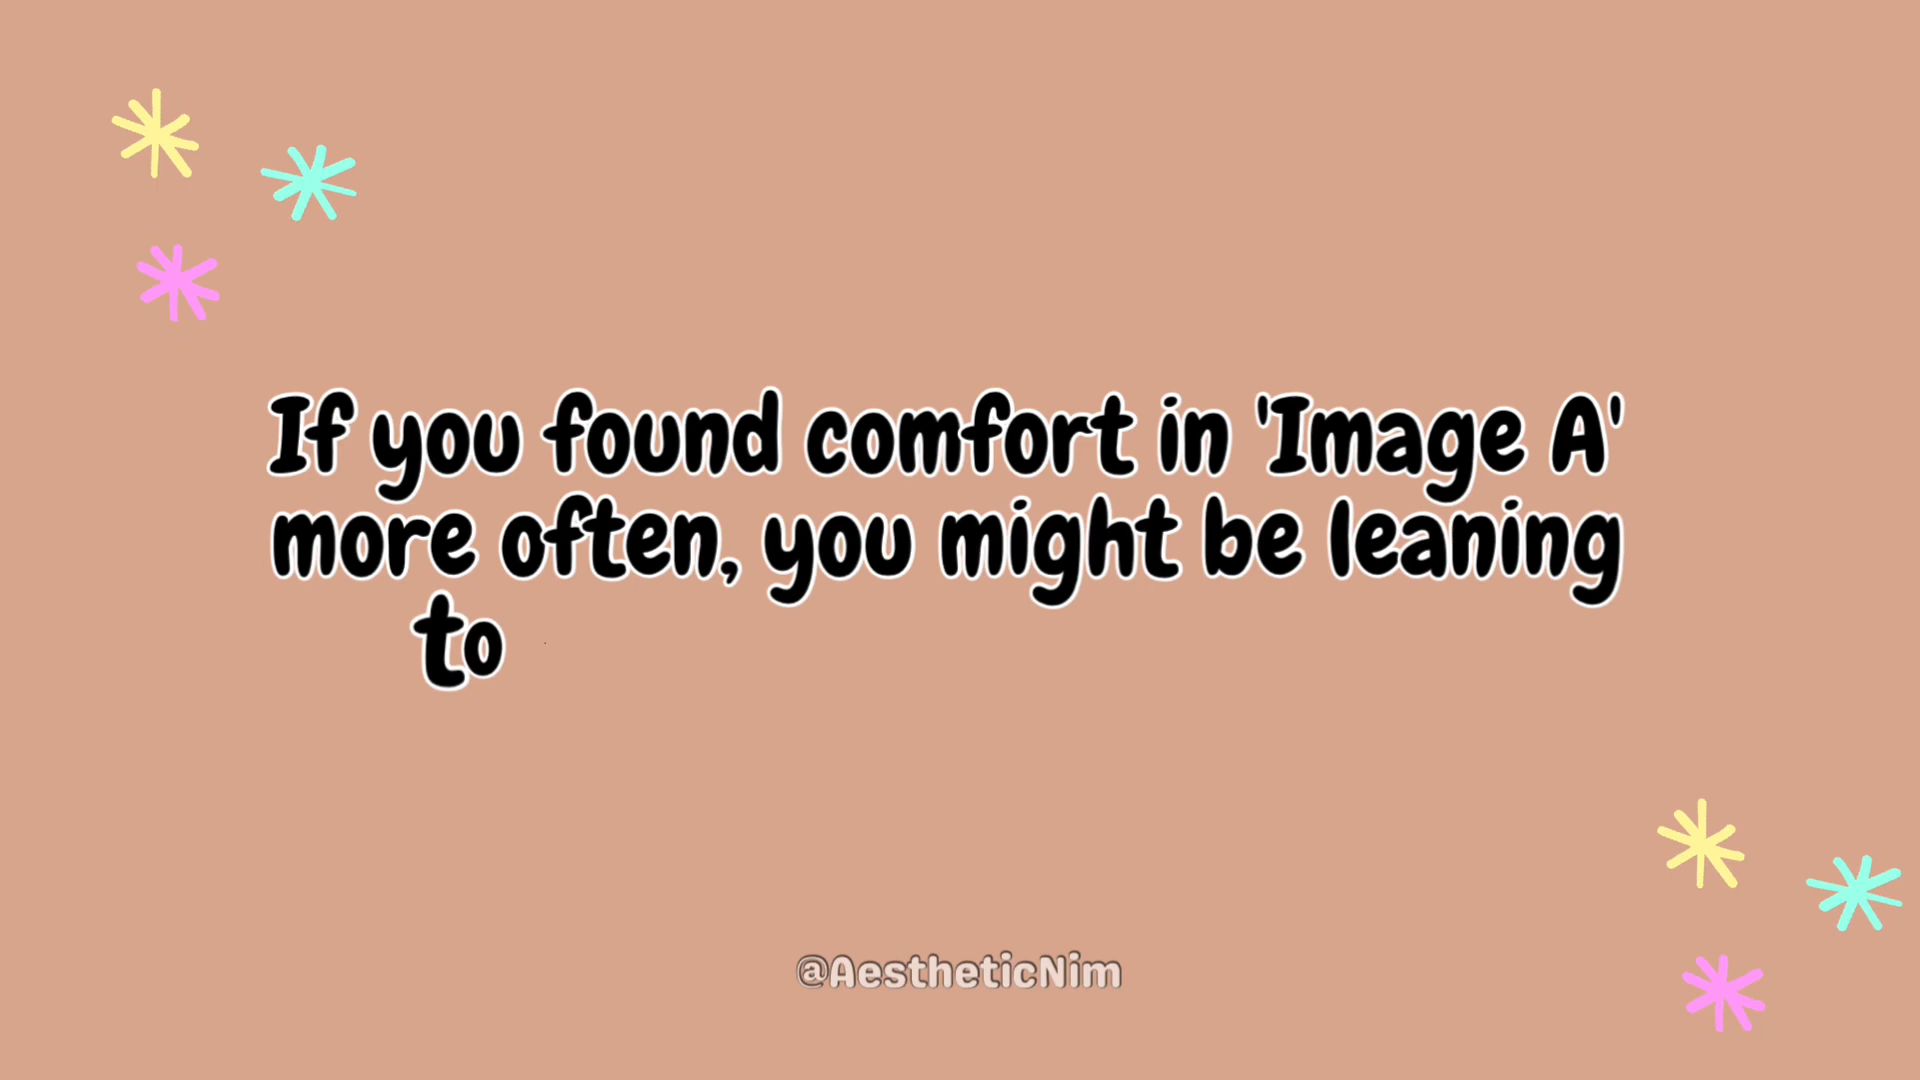 If you found comfort in 'Image A'
more often, you might be leaning
to
@AestheticNim